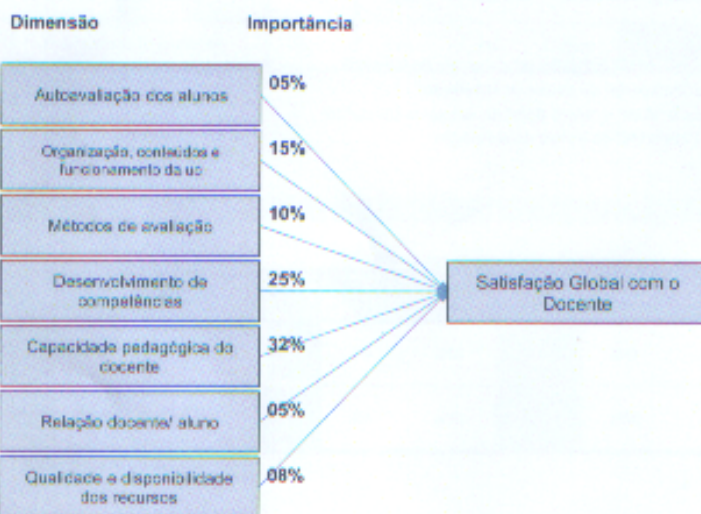 Dimensão Importância
Autoavaliação dos alunos 05%
Organização, conteúdos e
funcionamento da uc 15%
Métodos de avaliação 10%
Desenvolvimento de
competências 25%
Capacidade pedagógica do
docente 32%
Relação docente/ aluno 05%
Qualidade e disponibilidade
dos recursos 08%
Satisfação Global com o
Docente